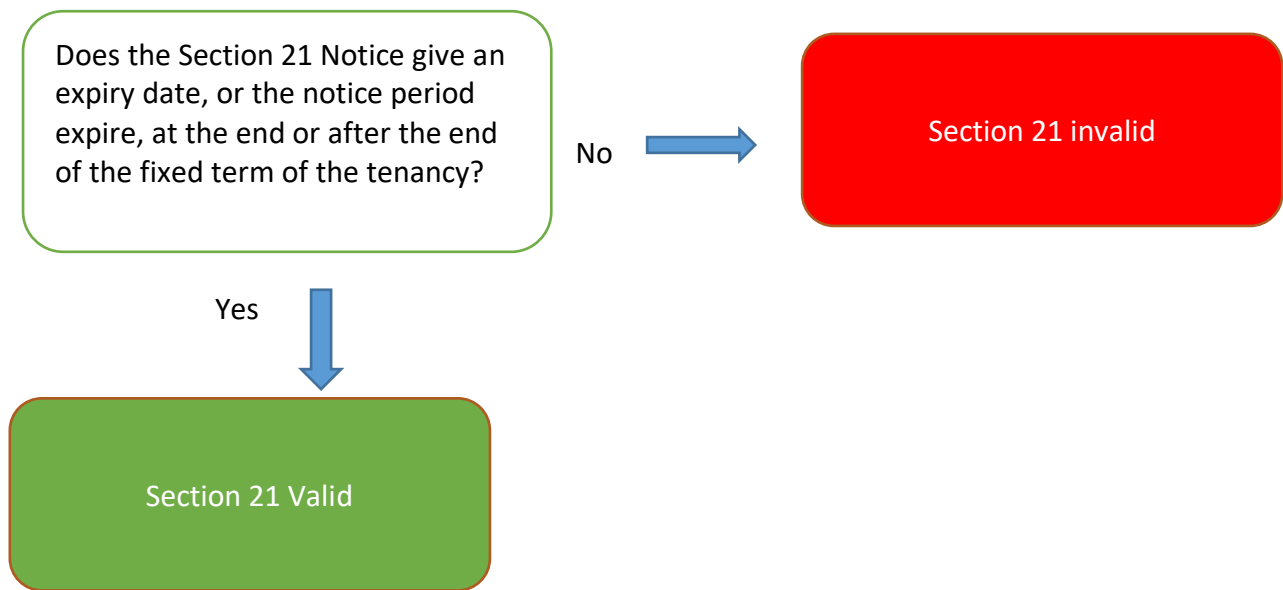 Does the Section 21 Notice give an
expiry date, or the notice period
expire, at the end or after the end
of the fixed term of the tenancy?
No
Section 21 invalid
Yes
Section 21 Valid